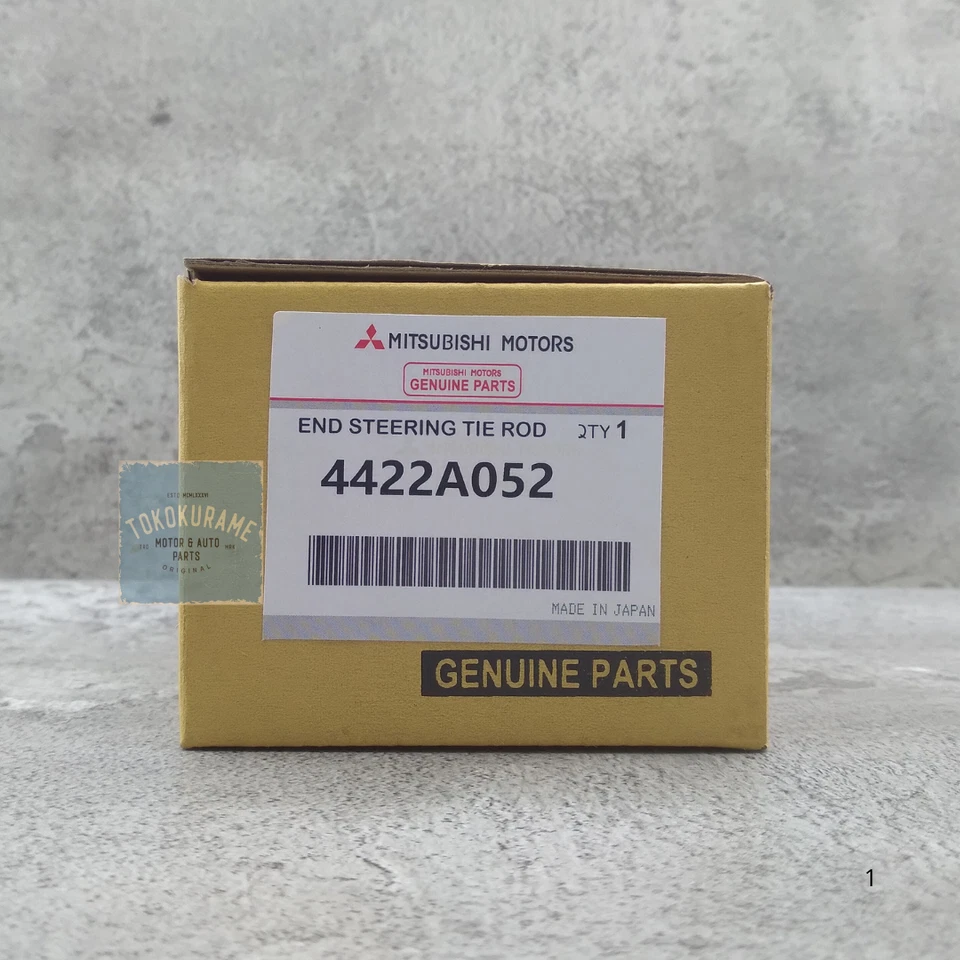 MITSUBISHI MOTORS
MITSUBISHI MOTORS
GENUINE PARTS
END STEERING TIE ROD QTY 1
4422A052
MADE IN JAPAN
GENUINE PARTS
TOKOKURAME
MOTOR & AUTO
PARTS
ORIGINAL
1